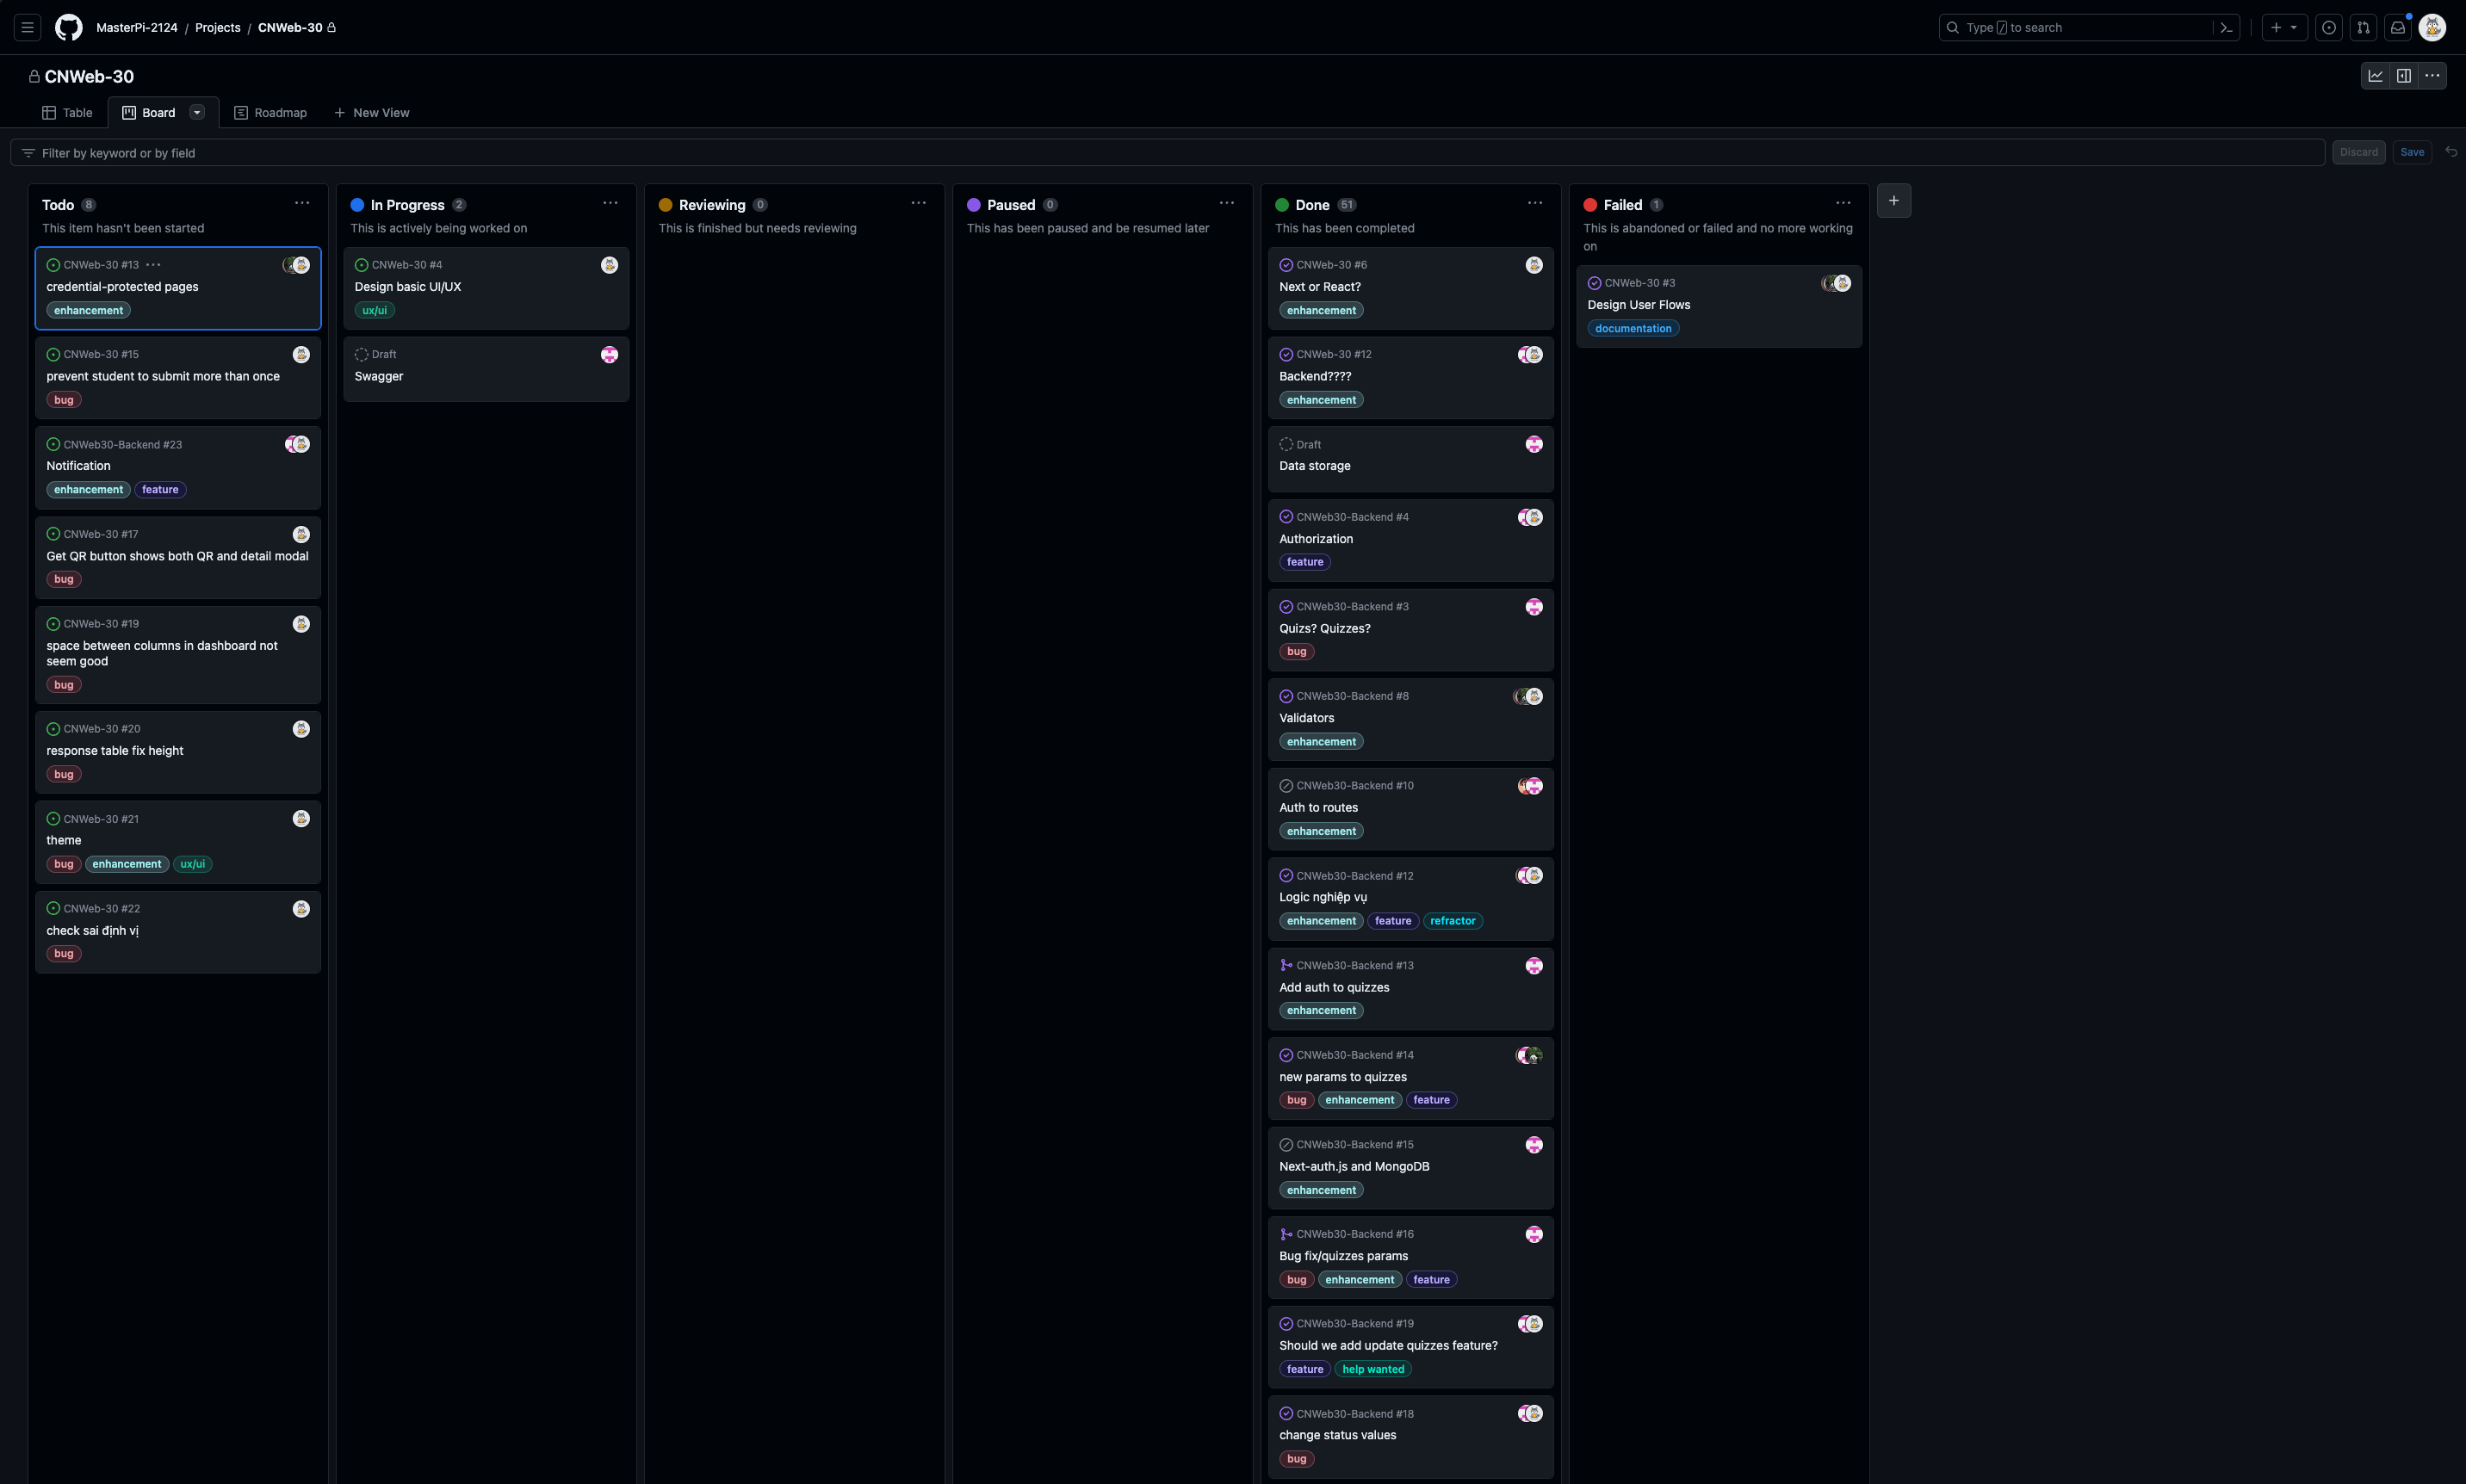 MasterPi-2124 / Projects / CNWeb-30
Type / to search
CNWeb-30
Table
Board
Roadmap
New View
Filter by keyword or by field
Discard
Save
Todo 8
This item hasn't been started
CNWeb-30 #13
credential-protected pages
enhancement
CNWeb-30 #15
prevent student to submit more than once
bug
CNWeb30-Backend #23
Notification
enhancement feature
CNWeb-30 #17
Get QR button shows both QR and detail modal
bug
CNWeb-30 #19
space between columns in dashboard not
seem good
bug
CNWeb-30 #20
response table fix height
bug
CNWeb-30 #21
theme
bug enhancement ux/ui
CNWeb-30 #22
check sai định vị
bug
In Progress 2
This is actively being worked on
CNWeb-30 #4
Design basic UI/UX
ux/ui
Draft
Swagger
Reviewing 0
This is finished but needs reviewing
Paused 0
This has been paused and be resumed later
Done 51
This has been completed
CNWeb-30 #6
Next or React?
enhancement
CNWeb-30 #12
Backend????
enhancement
Draft
Data storage
CNWeb30-Backend #4
Authorization
feature
CNWeb30-Backend #3
Quizs? Quizzes?
bug
CNWeb30-Backend #8
Validators
enhancement
CNWeb30-Backend #10
Auth to routes
enhancement
CNWeb30-Backend #12
Logic nghiệp vụ
enhancement feature refractor
CNWeb30-Backend #13
Add auth to quizzes
enhancement
CNWeb30-Backend #14
new params to quizzes
bug enhancement feature
CNWeb30-Backend #15
Next-auth.js and MongoDB
enhancement
CNWeb30-Backend #16
Bug fix/quizzes params
bug enhancement feature
CNWeb30-Backend #19
Should we add update quizzes feature?
feature help wanted
CNWeb30-Backend #18
change status values
bug
Failed 1
This is abandoned or failed and no more working
on
CNWeb-30 #3
Design User Flows
documentation